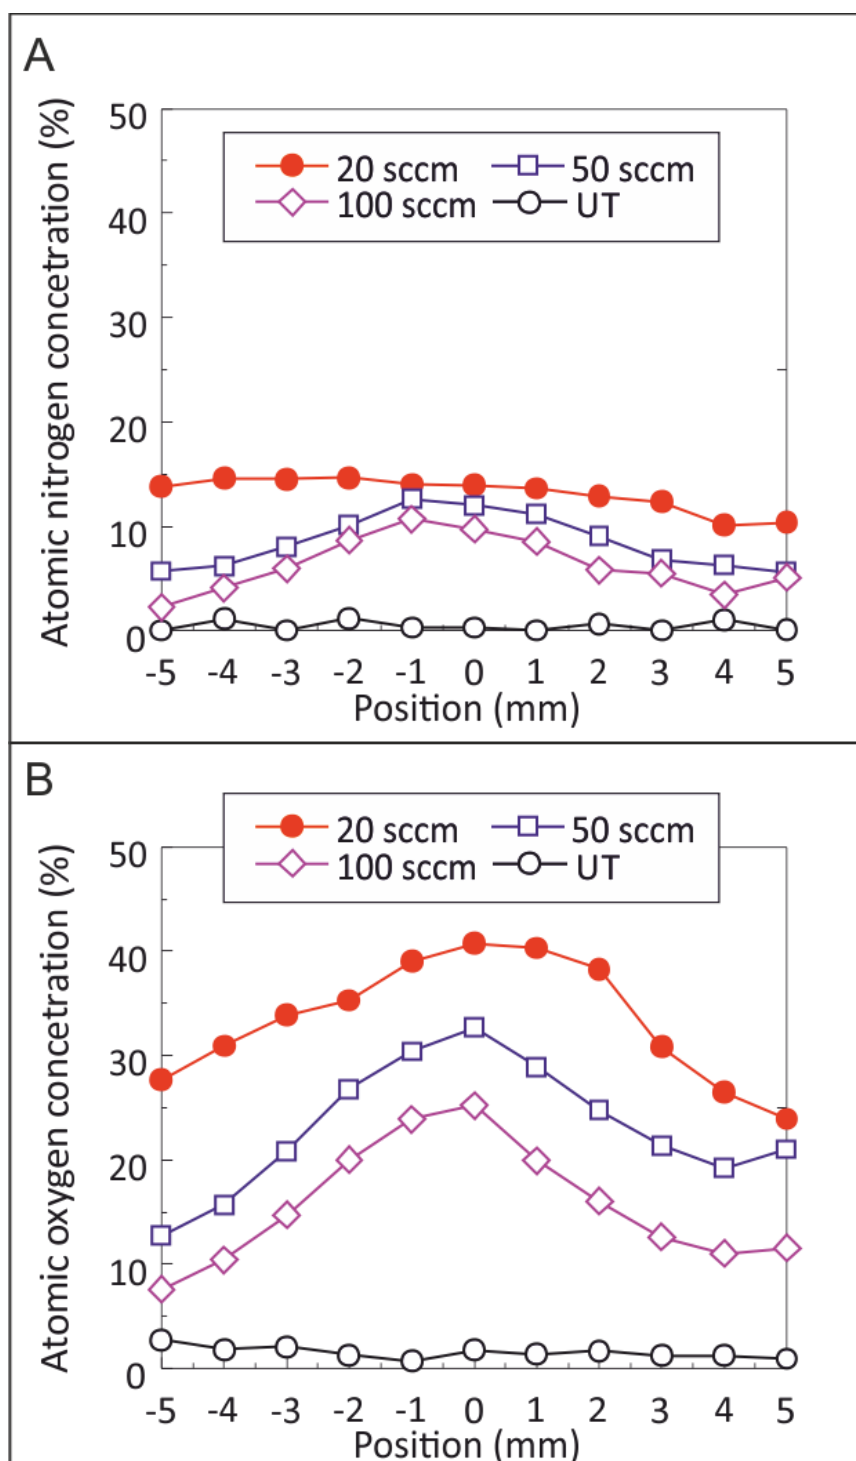 A
Atomic nitrogen concetration (%)
50
40
30
20
10
0
20 sccm 50 sccm
100 sccm UT
-5 -4 -3 -2 -1 0 1 2 3 4 5
Position (mm)
B
Atomic oxygen concetration (%)
20 sccm 50 sccm
100 sccm UT
50
40
30
20
10
0
-5 -4 -3 -2 -1 0 1 2 3 4 5
Position (mm)